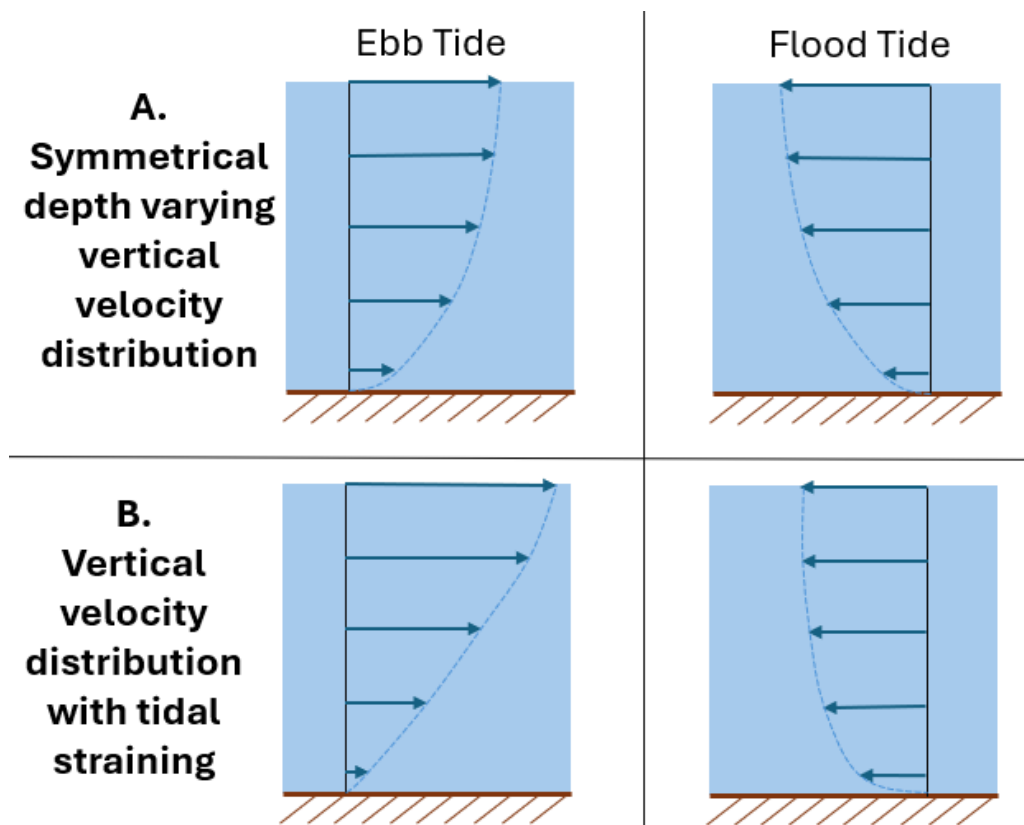 Ebb Tide
Flood Tide
A.
Symmetrical
depth varying
vertical
velocity
distribution
B.
Vertical
velocity
distribution
with tidal
straining